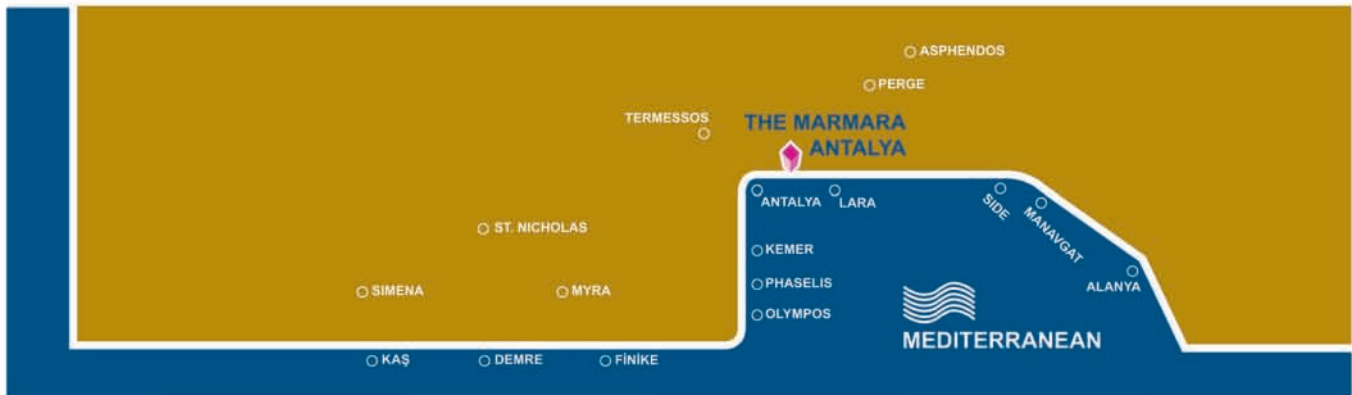 ASPHENDOS
PERGE
TERMESSOS
THE MARMARA
ANTALYA
ANTALYA
LARA
SIDE
MANAVGAT
ST. NICHOLAS
KEMER
ALANYA
PHASELIS
SIMENA
MYRA
OLYMPOS
MEDITERRANEAN
KAŞ
DEMRE
FİNİKE